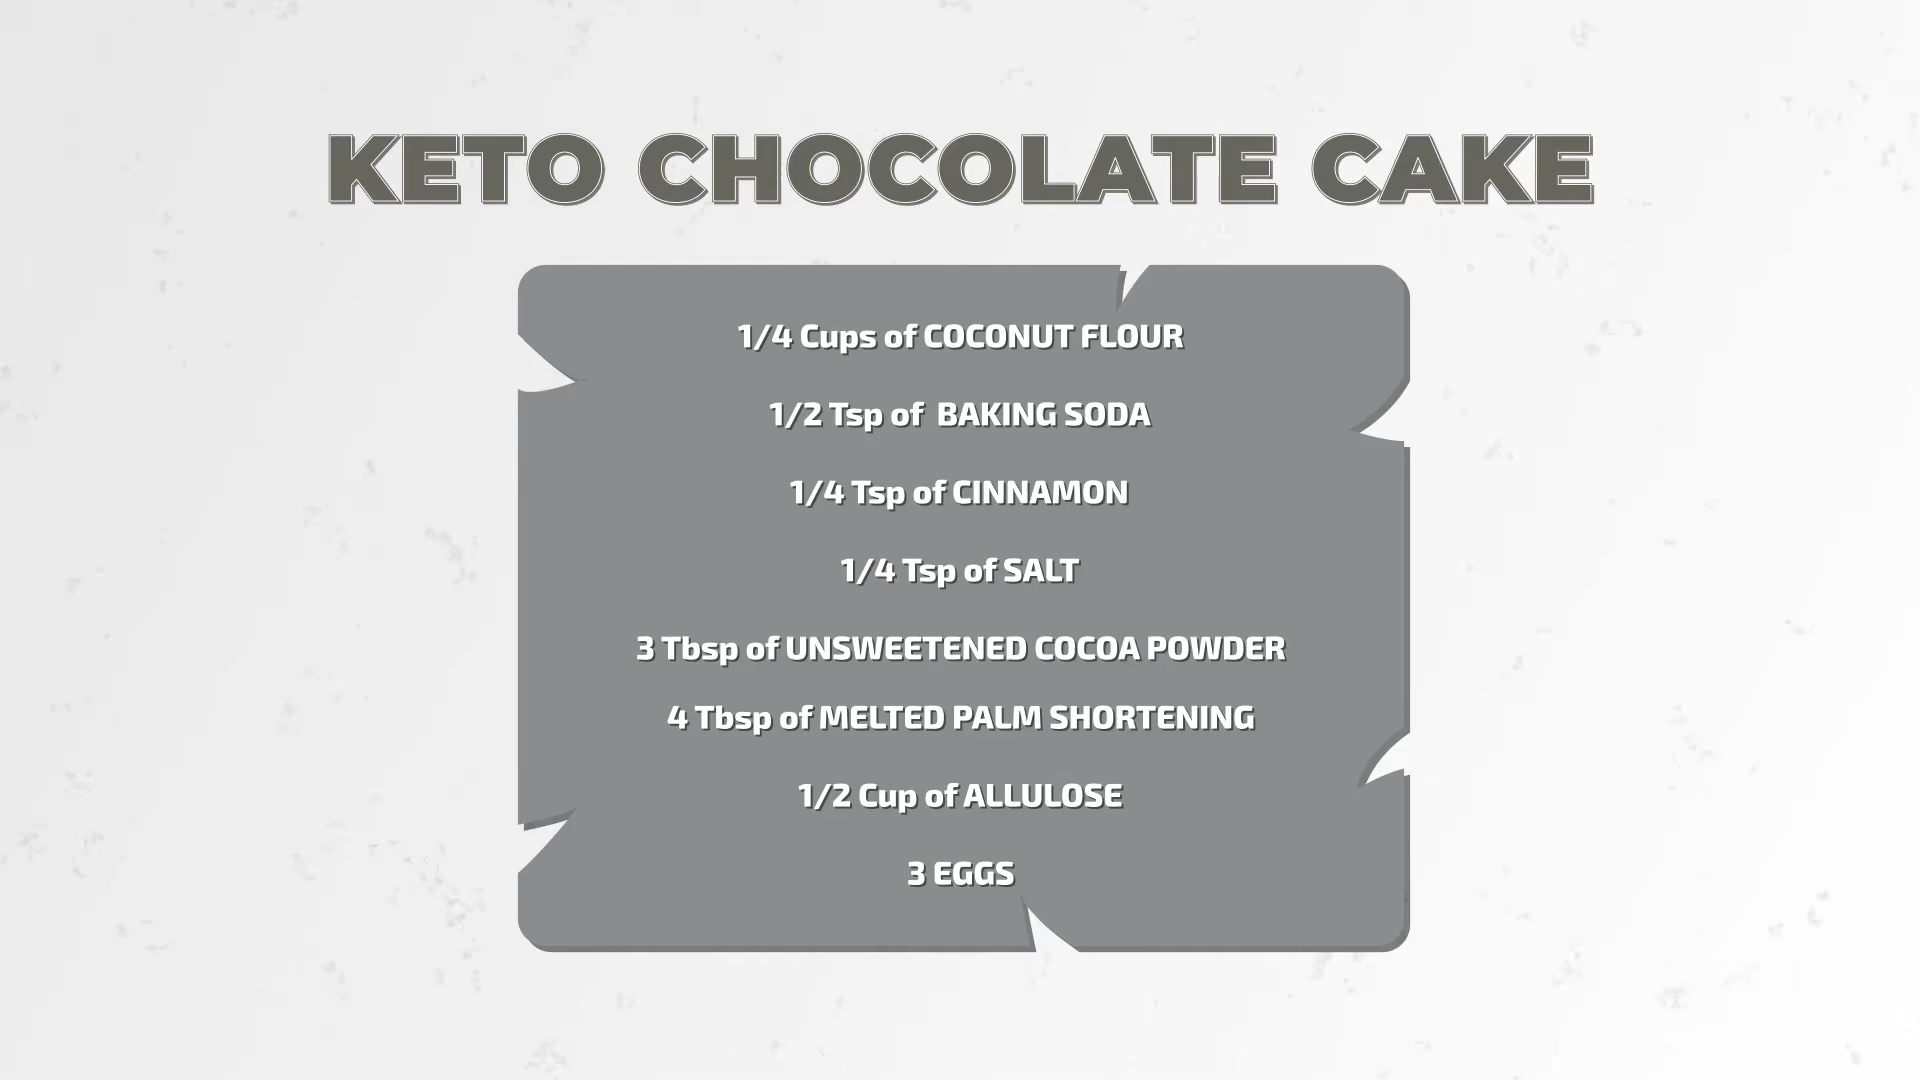 KETO CHOCOLATE CAKE
1/4 Cups of COCONUT FLOUR
1/2 Tsp of  BAKING SODA
1/4 Tsp of CINNAMON
1/4 Tsp of SALT
3 Tbsp of UNSWEETENED COCOA POWDER
4 Tbsp of MELTED PALM SHORTENING
1/2 Cup of ALLULOSE
3 EGGS